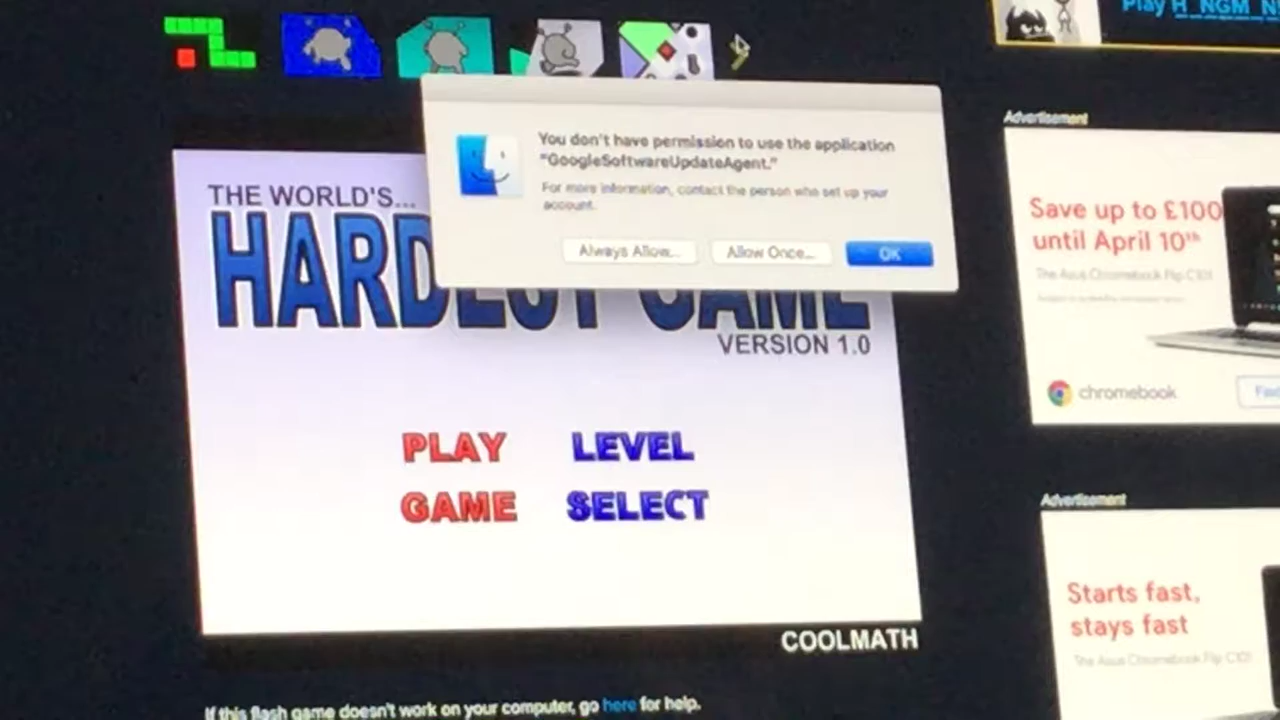 Play H_NGM_N
Advertisement
You don't have permission to use the application
"GoogleSoftwareUpdateAgent."
For more information, contact the person who set up your
account.
Always Allow...
Allow Once...
OK
THE WORLD'S...
HARDEST GAME
VERSION 1.0
PLAY
GAME
LEVEL
SELECT
COOLMATH
If this flash game doesn't work on your computer, go here for help.
Save up to £100
until April 10th
The Asus Chromebook Flip C101
chromebook
Advertisement
Starts fast,
stays fast
The Asus Chromebook Flip C101